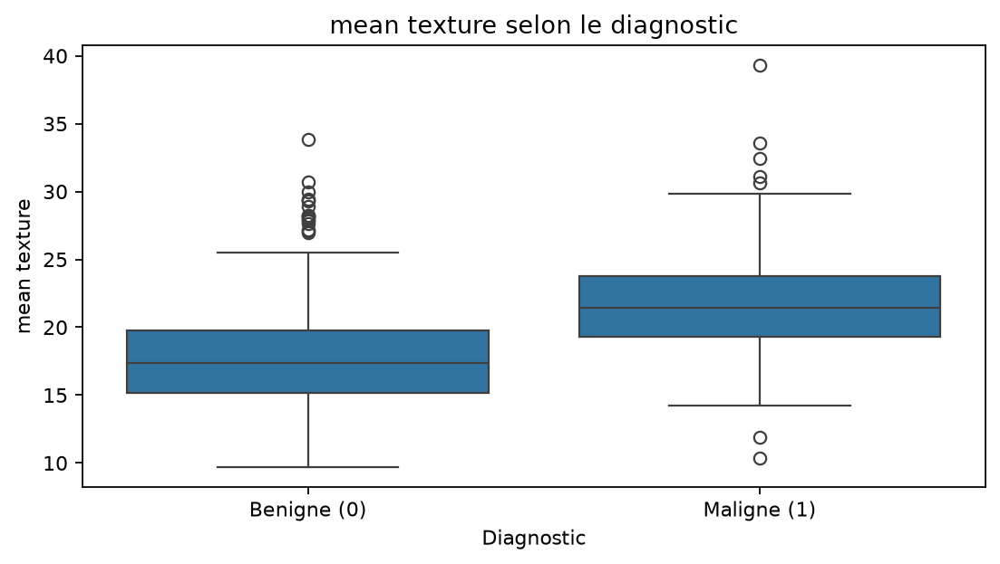 mean texture selon le diagnostic
mean texture
40
35
30
25
20
15
10
Benigne (0)
Maligne (1)
Diagnostic